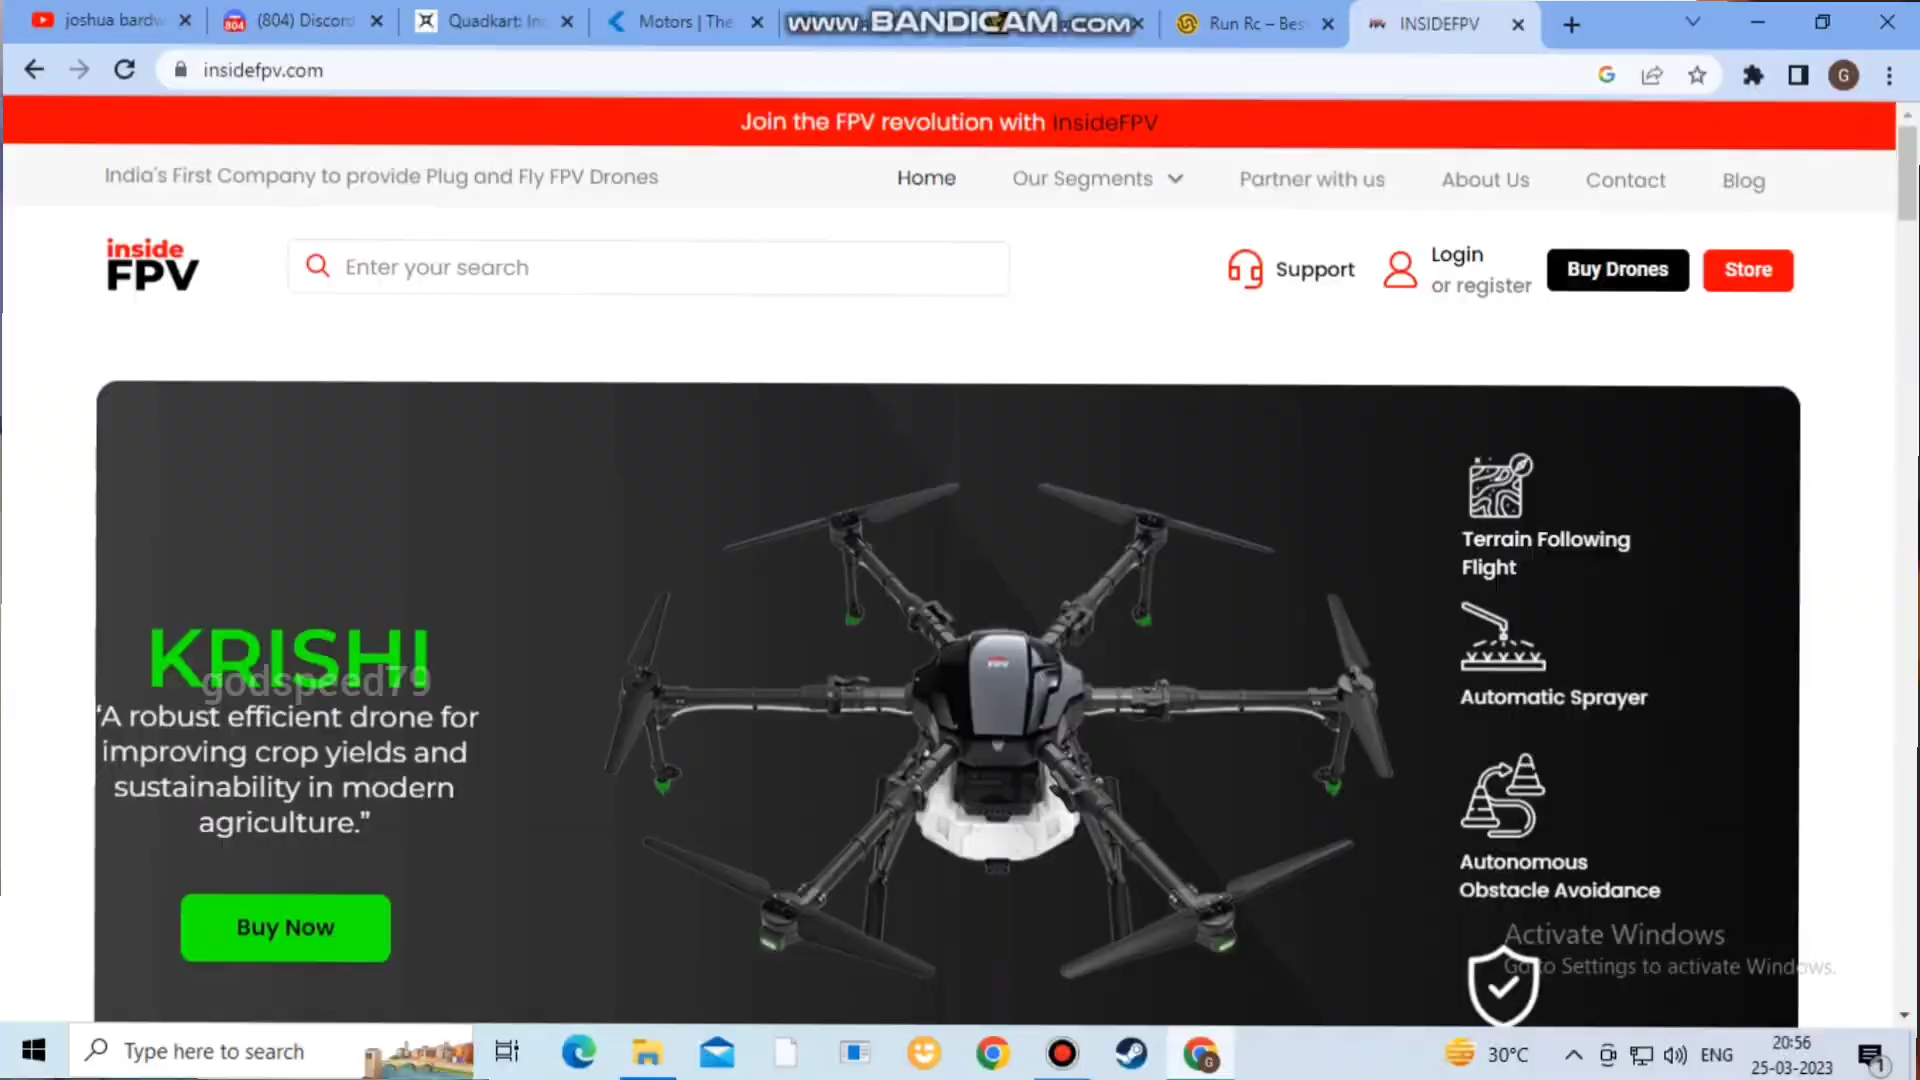 joshua bardw
804
(804) Discord
Quadkart: In
Motors | The
www.BANDICAM.com
Run Rc – Bes
FPV
INSIDEFPV
insidefpv.com
G
Join the FPV revolution with InsideFPV
India's First Company to provide Plug and Fly FPV Drones
Home
Our Segments
Partner with us
About Us
Contact
Blog
inside
FPV
Enter your search
Support
Login
or register
Buy Drones
Store
KRISHI
godspeed79
“A robust efficient drone for
improving crop yields and
sustainability in modern
agriculture.”
Buy Now
FPV
Terrain Following
Flight
Automatic Sprayer
Autonomous
Obstacle Avoidance
Activate Windows
Go to Settings to activate Windows.
Type here to search
G
30°C
ENG
20:56
25-03-2023
1